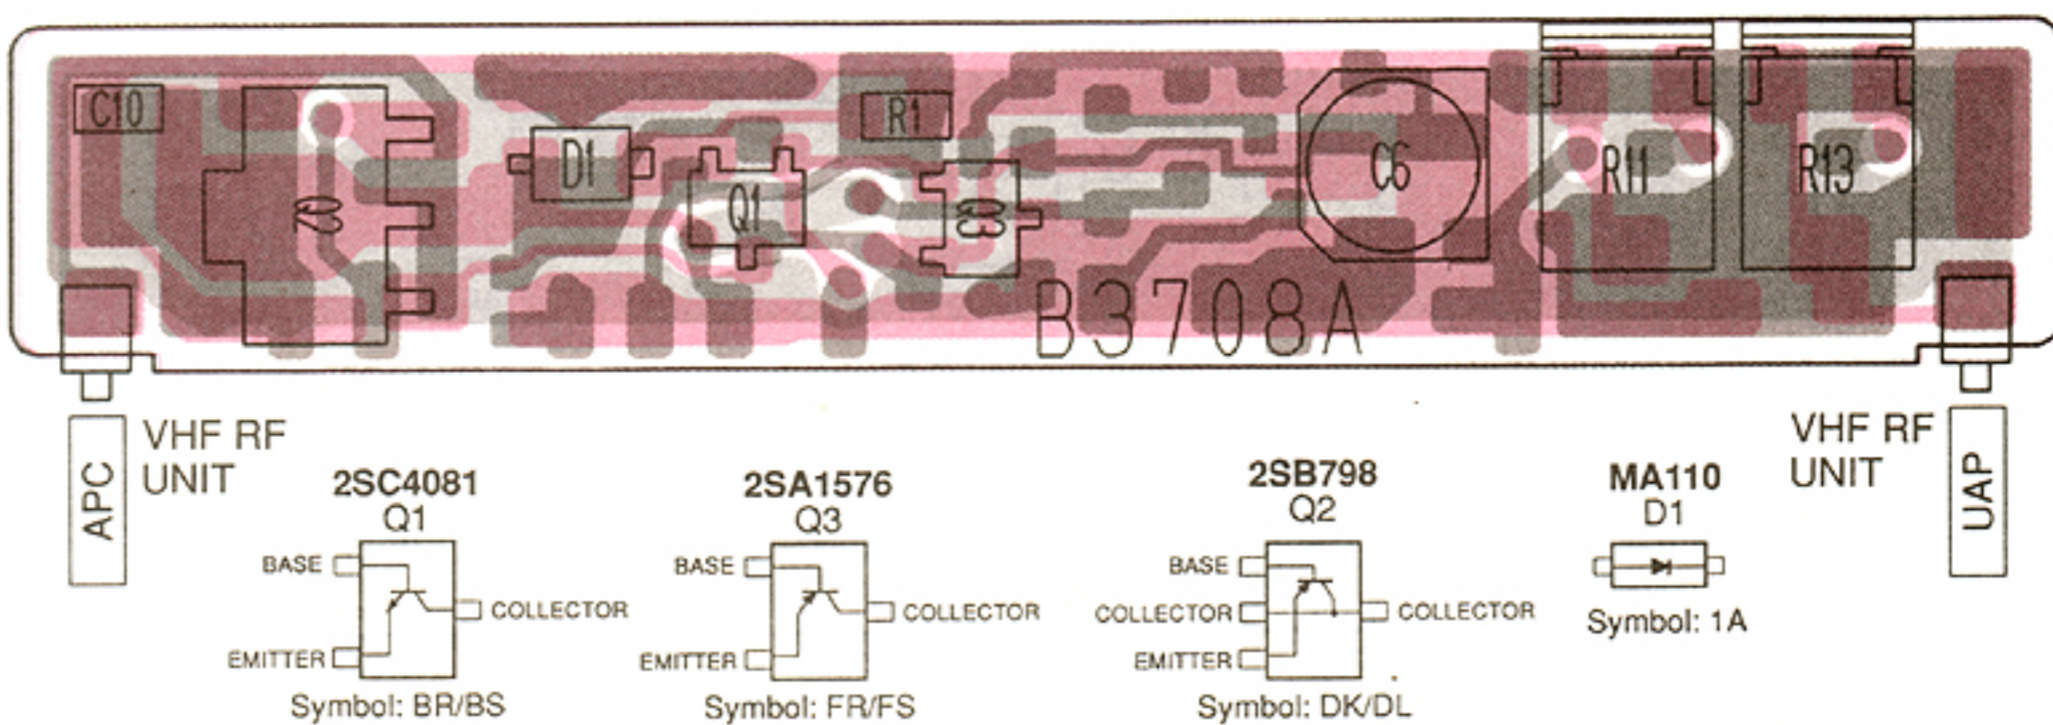 C10
Q2
D1
Q1
R1
Q3
C6
R11
R13
B3708A
APC
VHF RF
UNIT
VHF RF
UNIT
UAP
2SC4081
Q1
BASE
COLLECTOR
EMITTER
Symbol: BR/BS
2SA1576
Q3
BASE
COLLECTOR
EMITTER
Symbol: FR/FS
2SB798
Q2
BASE
COLLECTOR
COLLECTOR
EMITTER
Symbol: DK/DL
MA110
D1
Symbol: 1A